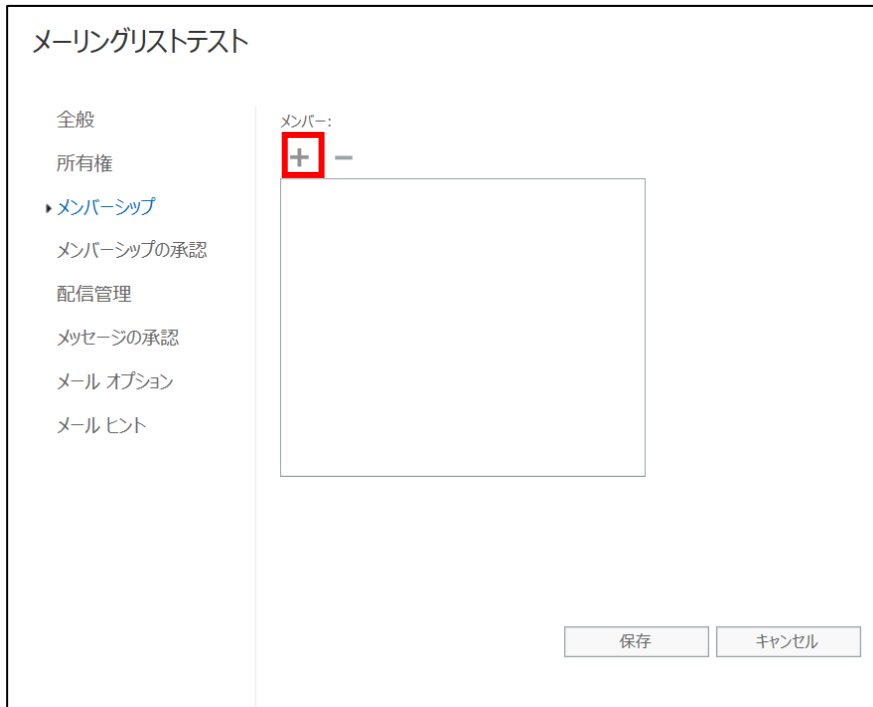 メーリングリストテスト
全般
所有権
メンバーシップ
メンバーシップの承認
配信管理
メッセージの承認
メール オプション
メール ヒント
メンバー:
保存
キャンセル